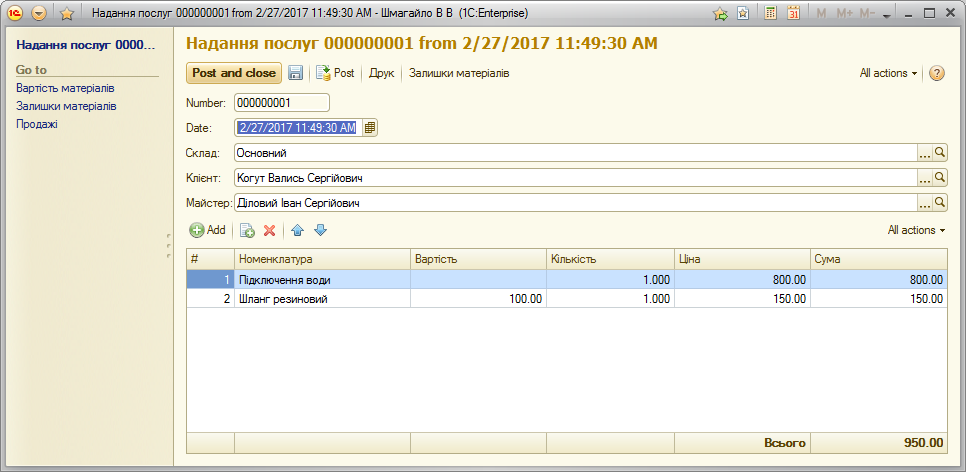 Надання послуг 000000001 from 2/27/2017 11:49:30 AM - Шмагайло В В (1C:Enterprise)
M M+ M-
31
Надання послуг 0000...
Go to
Вартість матеріалів
Залишки матеріалів
Продажі
Надання послуг 000000001 from 2/27/2017 11:49:30 AM
Post and close Post Друк Залишки матеріалів All actions ?
Number: 000000001
Date: 2/27/2017 11:49:30 AM
Склад: Основний ...
Клієнт: Когут Вались Сергійович ...
Майстер: Діловий Іван Сергійович ...
Add All actions
# Номенклатура Вартість Кількість Ціна Сума
1 Підключення води 1.000 800.00 800.00
2 Шланг резиновий 100.00 1.000 150.00 150.00
Всього 950.00